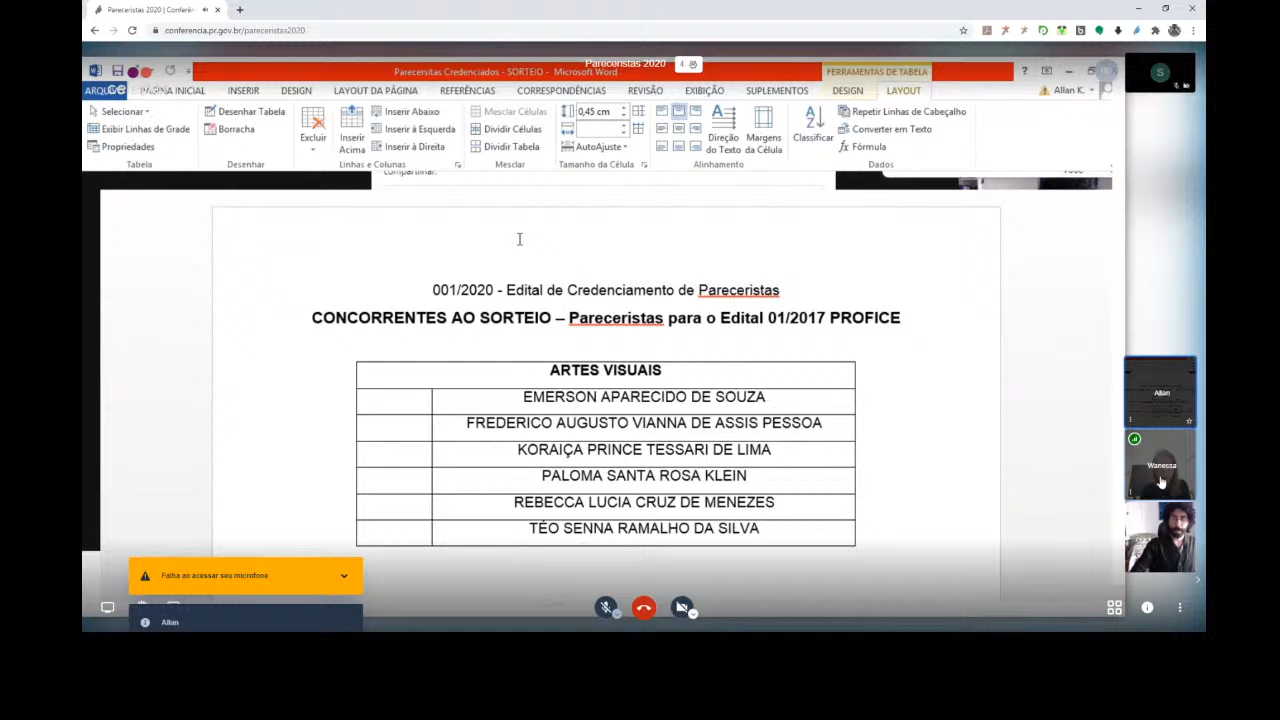 Pareceristas 2020 | Conferên
conferencia.pr.gov.br/pareceristas2020
Parecersitas Credenciados - SORTEIO - Microsoft Word
Pareceristas 2020
4
FERRAMENTAS DE TABELA
S
ARQU
PÁGINA INICIAL
INSERIR
DESIGN
LAYOUT DA PÁGINA
REFERÊNCIAS
CORRESPONDÊNCIAS
REVISÃO
EXIBIÇÃO
SUPLEMENTOS
DESIGN
LAYOUT
Allan K.
Selecionar
Exibir Linhas de Grade
Propriedades
Tabela
Desenhar Tabela
Borracha
Desenhar
Excluir
Inserir Acima
Inserir Abaixo
Inserir à Esquerda
Inserir à Direita
Linhas e Colunas
Mesclar Células
Dividir Células
Dividir Tabela
Mesclar
0,45 cm
AutoAjuste
Tamanho da Célula
Direção do Texto
Margens da Célula
Alinhamento
Classificar
Repetir Linhas de Cabeçalho
Converter em Texto
Fórmula
Dados
compartilhar.
você
001/2020 - Edital de Credenciamento de Pareceristas
CONCORRENTES AO SORTEIO – Pareceristas para o Edital 01/2017 PROFICE
ARTES VISUAIS
EMERSON APARECIDO DE SOUZA
FREDERICO AUGUSTO VIANNA DE ASSIS PESSOA
KORAIÇA PRINCE TESSARI DE LIMA
PALOMA SANTA ROSA KLEIN
REBECCA LUCIA CRUZ DE MENEZES
TÉO SENNA RAMALHO DA SILVA
Allan
Wanessa
Falha ao acessar seu microfone
Allan